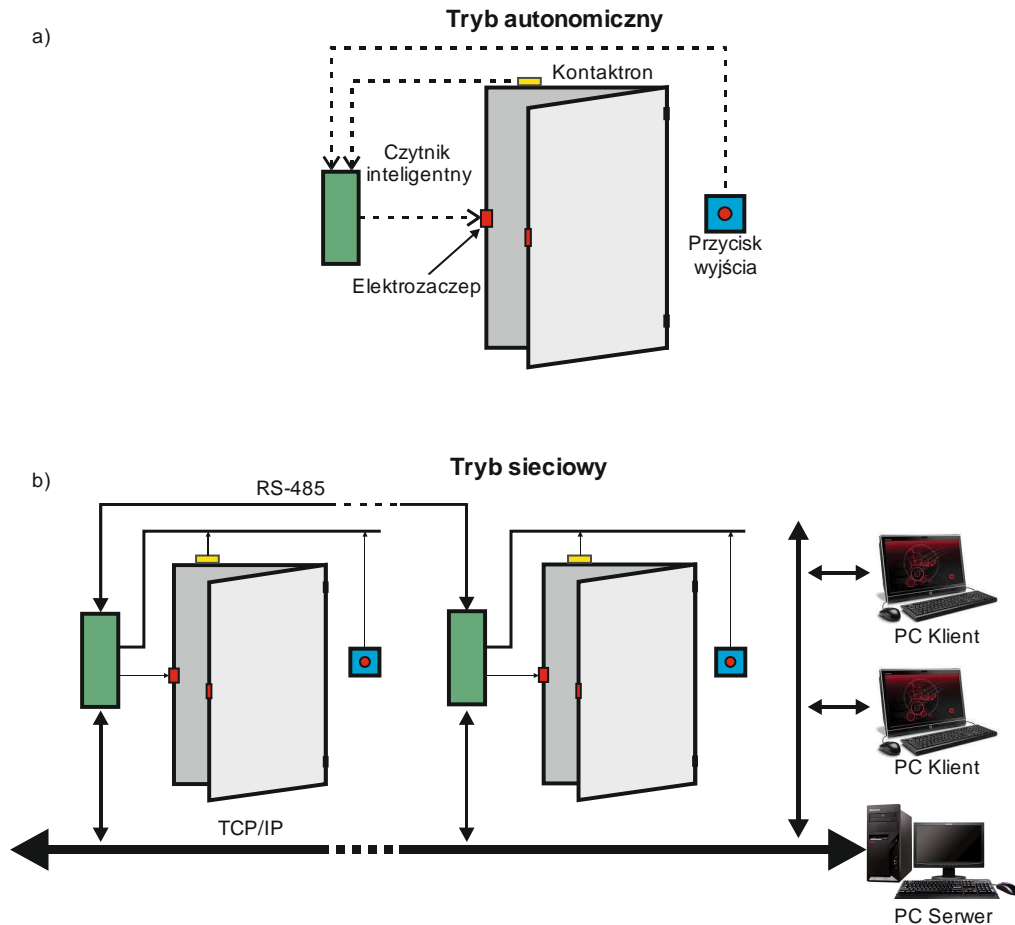 Tryb autonomiczny
a)
Kontaktron
Czytnik
inteligentny
Przycisk
wyjścia
Elektrozaczep
Tryb sieciowy
b)
RS-485
PC Klient
PC Klient
TCP/IP
PC Serwer